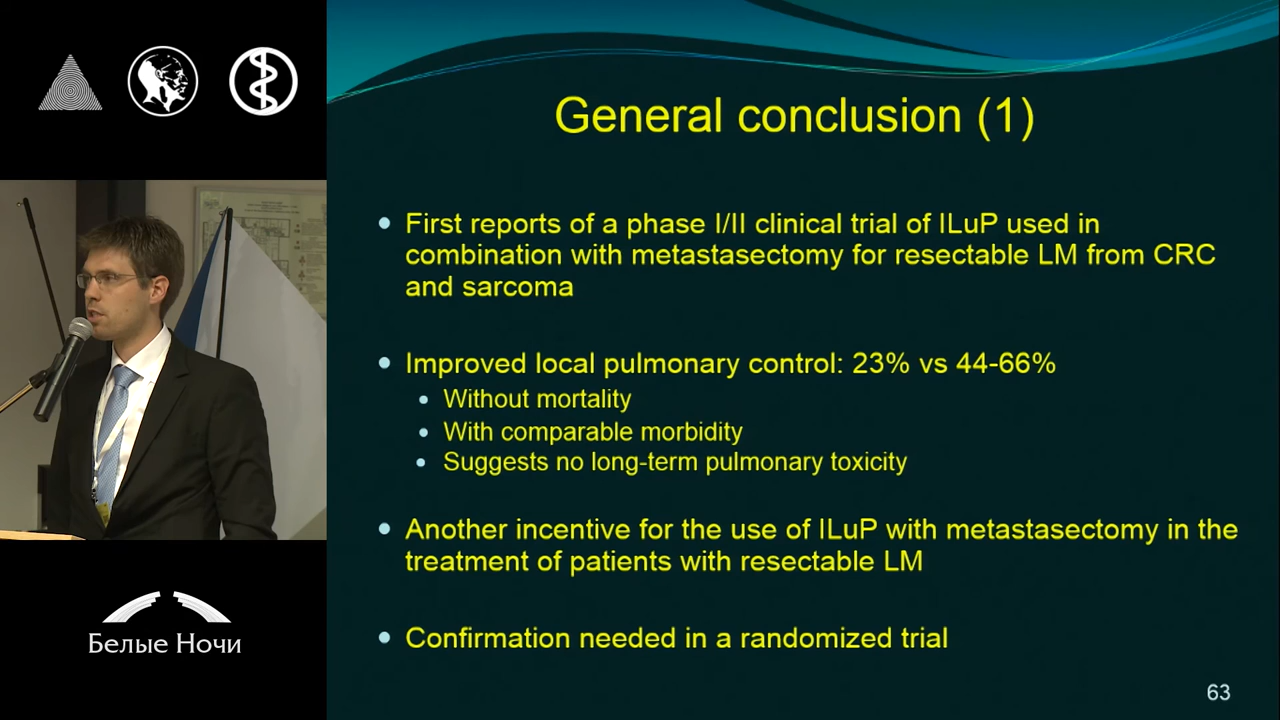 General conclusion (1)
• First reports of a phase I/II clinical trial of ILuP used in
combination with metastasectomy for resectable LM from CRC
and sarcoma
• Improved local pulmonary control: 23% vs 44-66%
• Without mortality
• With comparable morbidity
• Suggests no long-term pulmonary toxicity
• Another incentive for the use of ILuP with metastasectomy in the
treatment of patients with resectable LM
• Confirmation needed in a randomized trial
63
Белые Ночи